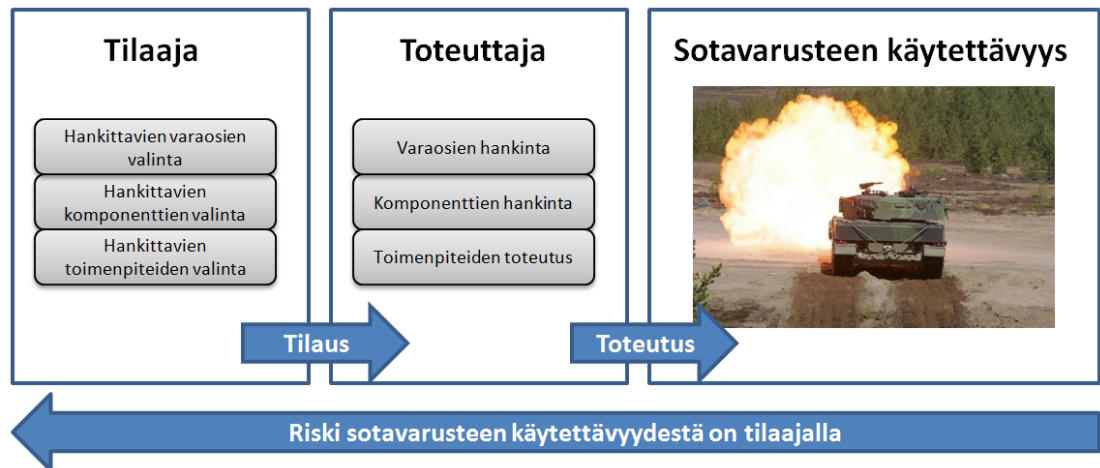 Tilaaja
Hankittavien varaosien
valinta
Hankittavien
komponenttien valinta
Hankittavien
toimenpiteiden valinta
Tilaus
Toteuttaja
Varaosien hankinta
Komponenttien hankinta
Toimenpiteiden toteutus
Toteutus
Sotavarusteen käytettävyys
Riski sotavarusteen käytettävyydestä on tilaajalla